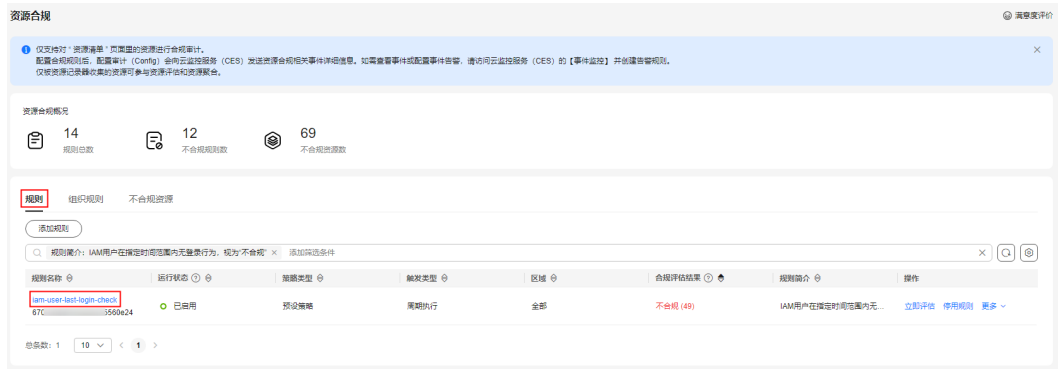 资源合规
满意度评价
仅支持对“资源清单”页面里的资源进行合规审计。
配置合规规则后，配置审计（Config）会向云监控服务（CES）发送资源合规相关事件详细信息。如需查看事件或配置事件告警，请访问云监控服务（CES）的【事件监控】 并创建告警规则。
仅被资源记录器收集的资源可参与资源评估和资源聚合。
资源合规概况
14 12 69
规则总数 不合规规则数 不合规资源数
规则 组织规则 不合规资源
添加规则
规则简介：IAM用户在指定时间范围内无登录行为，视为“不合规” × 添加筛选条件
规则名称 运行状态 策略类型 触发类型 区域 合规评估结果 规则简介 操作
iam-user-last-login-check 已启用 预设策略 周期执行 全部 不合规 (49) IAM用户在指定时间范围内无... 立即评估 停用规则 更多
670 5560e24
总条数：1 10 < 1 >